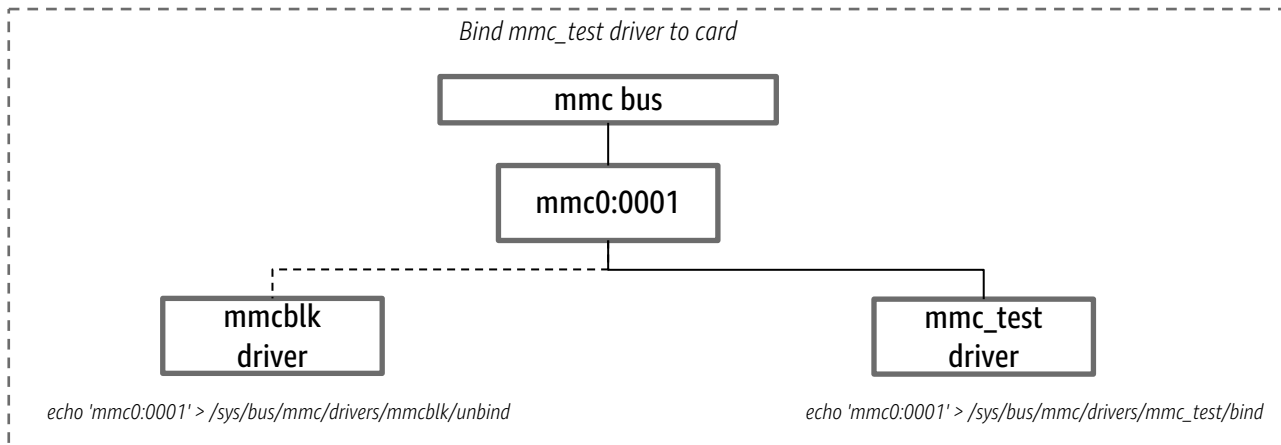 Bind mmc_test driver to card
mmc bus
mmc0:0001
mmcblk
driver
mmc_test
driver
echo 'mmc0:0001' > /sys/bus/mmc/drivers/mmcblk/unbind
echo 'mmc0:0001' > /sys/bus/mmc/drivers/mmc_test/bind